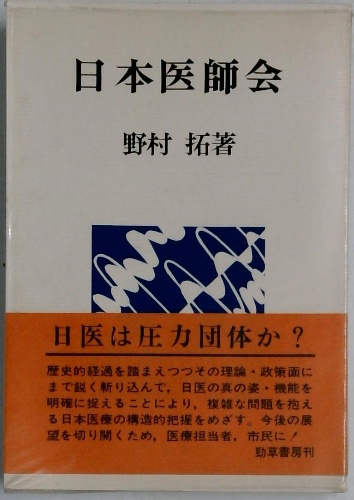 日本医師会
野村 拓著
日医は圧力団体か？
歴史的経過を踏まえつつその理論・政策面に
まで鋭く斬り込んで，日医の真の姿・機能を
明確に捉えることにより，複雑な問題を抱え
る日本医療の構造的把握をめざす。今後の展
望を切り開くため，医療担当者，市民に！
勁草書房刊